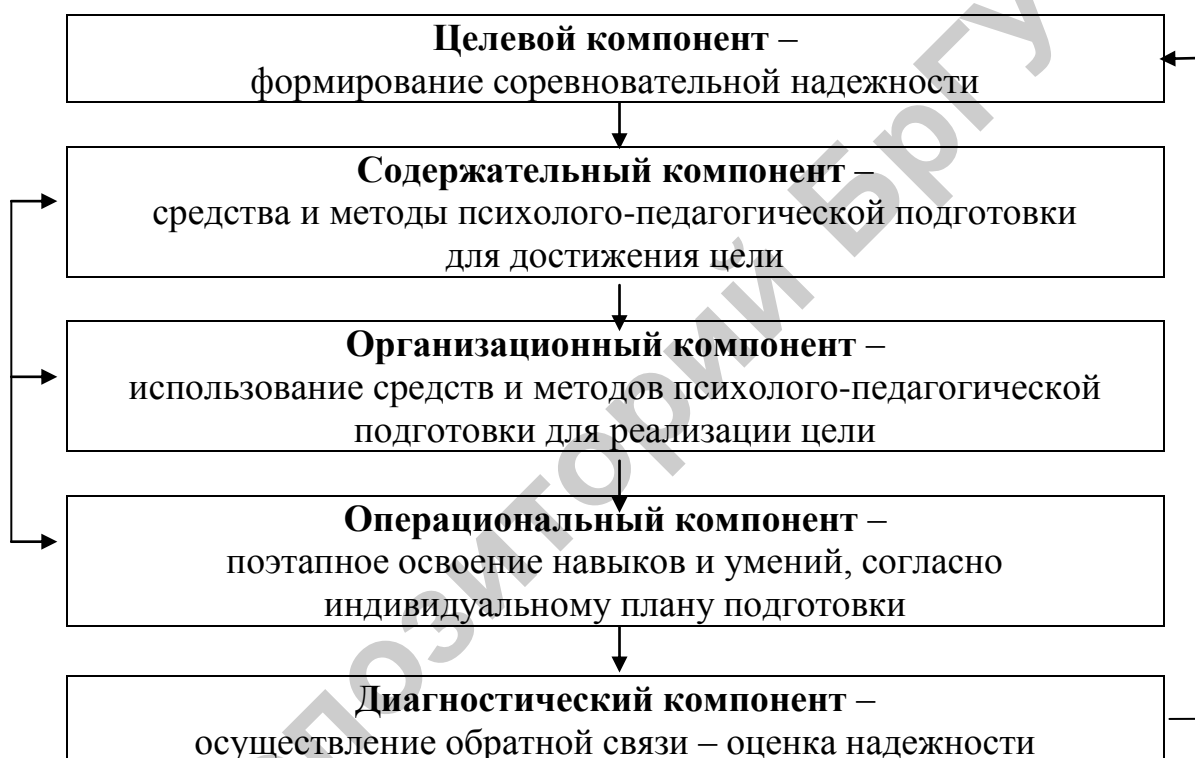 Целевой компонент –
формирование соревновательной надежности
Содержательный компонент –
средства и методы психолого-педагогической подготовки
для достижения цели
Организационный компонент –
использование средств и методов психолого-педагогической
подготовки для реализации цели
Операциональный компонент –
поэтапное освоение навыков и умений, согласно
индивидуальному плану подготовки
Диагностический компонент –
осуществление обратной связи – оценка надежности
позиторий БрГУ